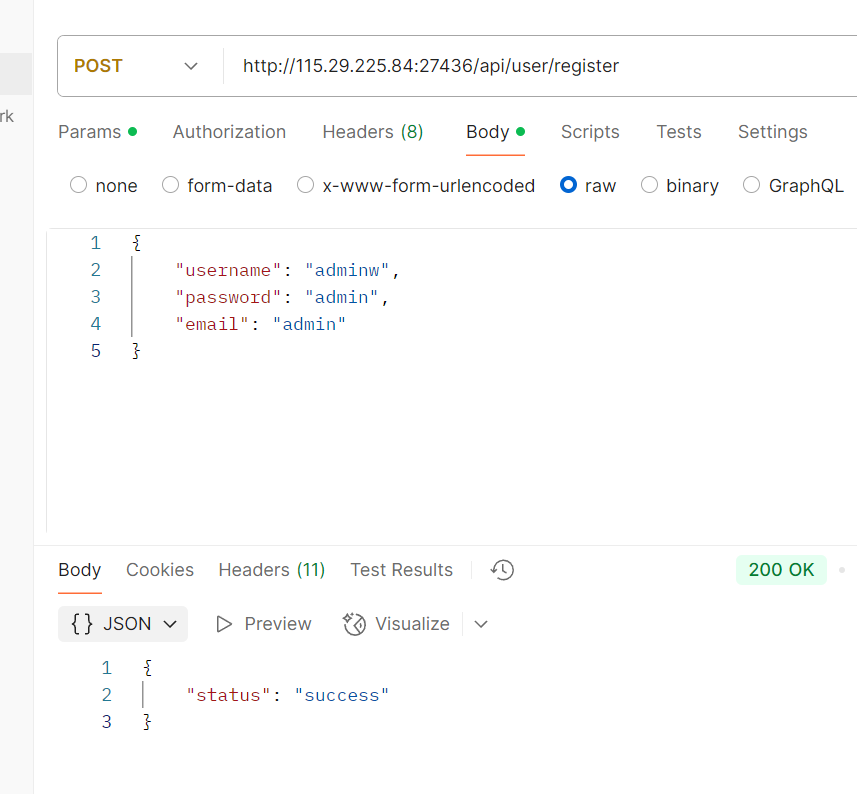 POST http://115.29.225.84:27436/api/user/register
rk
Params Authorization Headers (8) Body Scripts Tests Settings
none form-data x-www-form-urlencoded raw binary GraphQL
1 {
2 "username": "adminw",
3 "password": "admin",
4 "email": "admin"
5 }
Body Cookies Headers (11) Test Results 200 OK
{} JSON Preview Visualize
1 {
2 "status": "success"
3 }